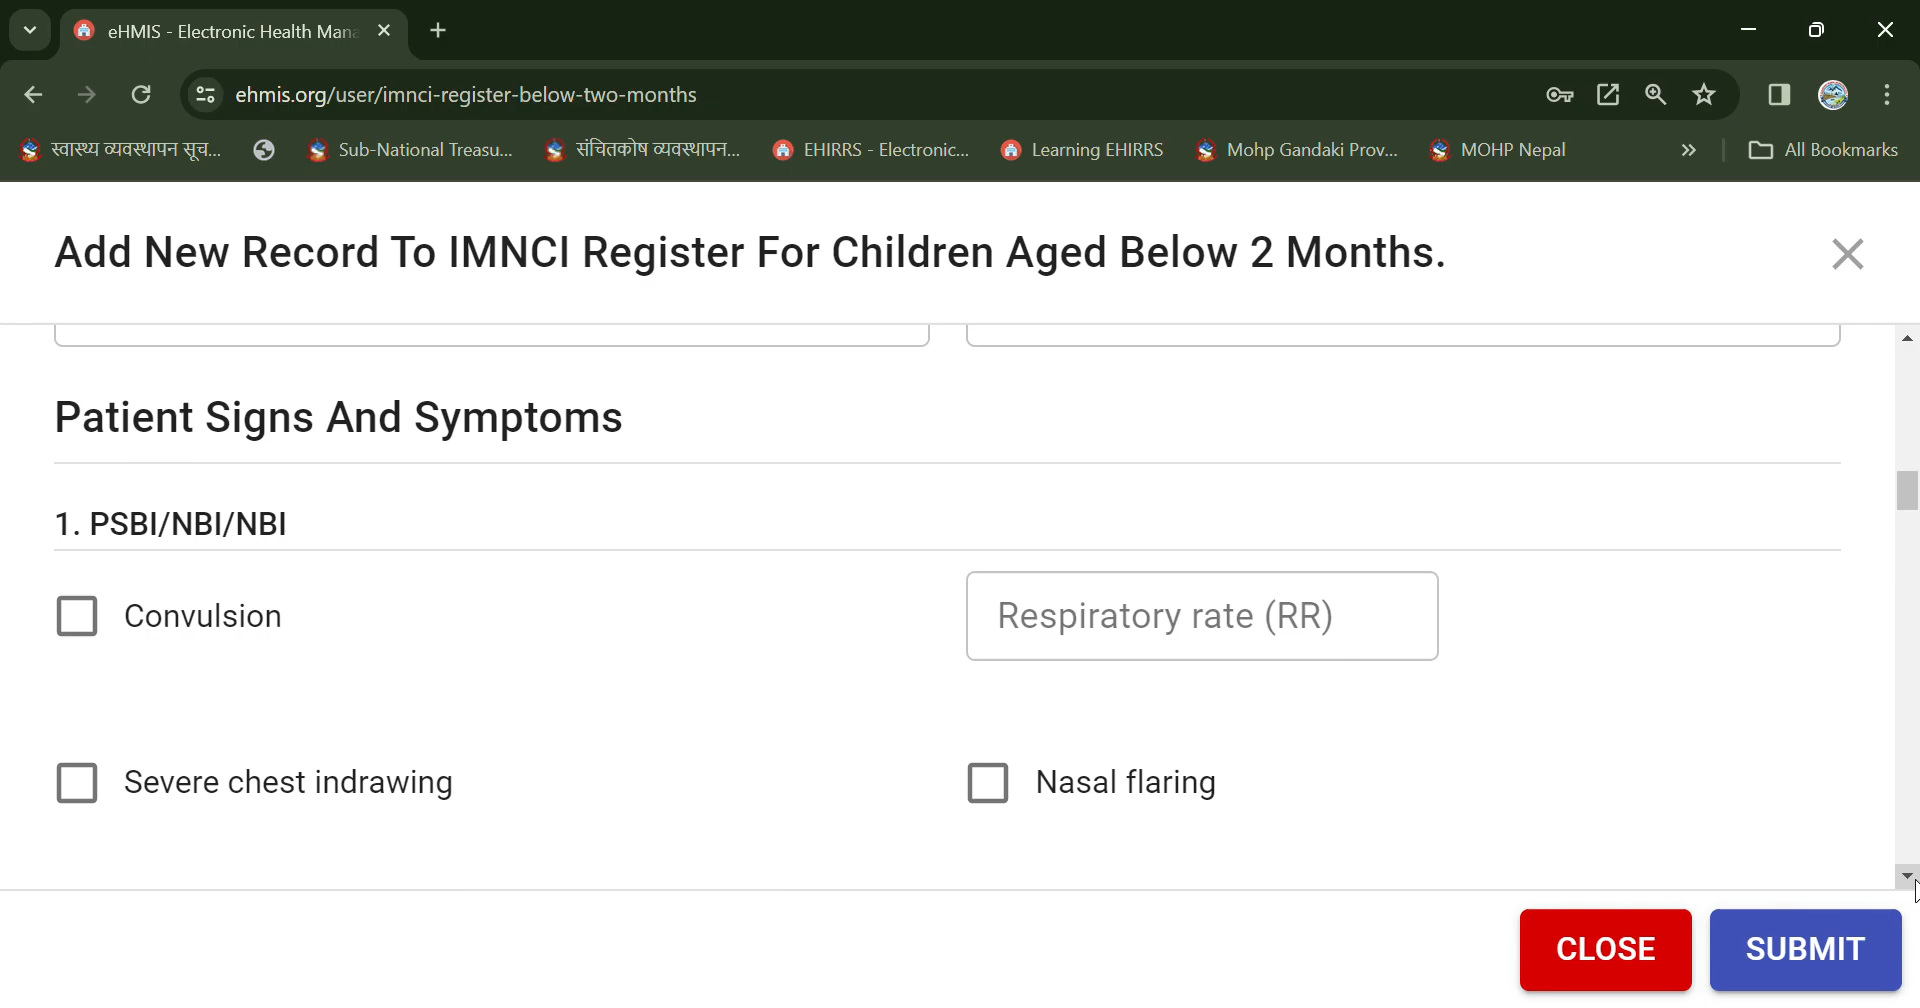 eHMIS - Electronic Health Mana
ehmis.org/user/imnci-register-below-two-months
स्वास्थ्य व्यवस्थापन सूच... Sub-National Treasu... संचितकोष व्यवस्थापन... EHIRRS - Electronic... Learning EHIRRS Mohp Gandaki Prov... MOHP Nepal » All Bookmarks
Add New Record To IMNCI Register For Children Aged Below 2 Months.
Patient Signs And Symptoms
1. PSBI/NBI/NBI
Convulsion Respiratory rate (RR)
Severe chest indrawing Nasal flaring
CLOSE SUBMIT